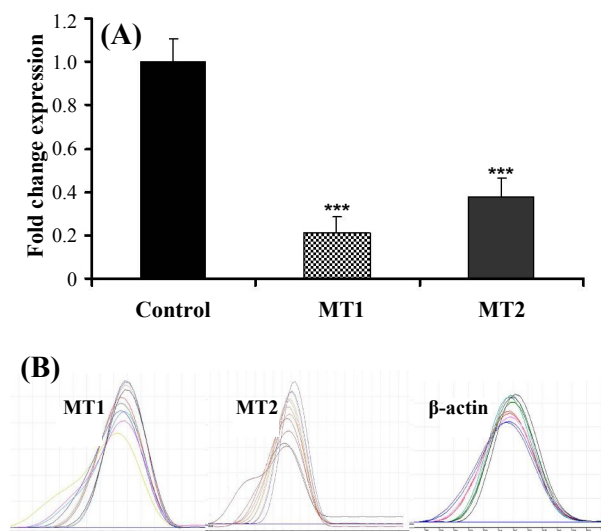 (A)
Fold change expression
1.2
1.0
0.8
0.6
0.4
0.2
0
***
***
Control MT1 MT2
(B)
MT1 MT2 β-actin